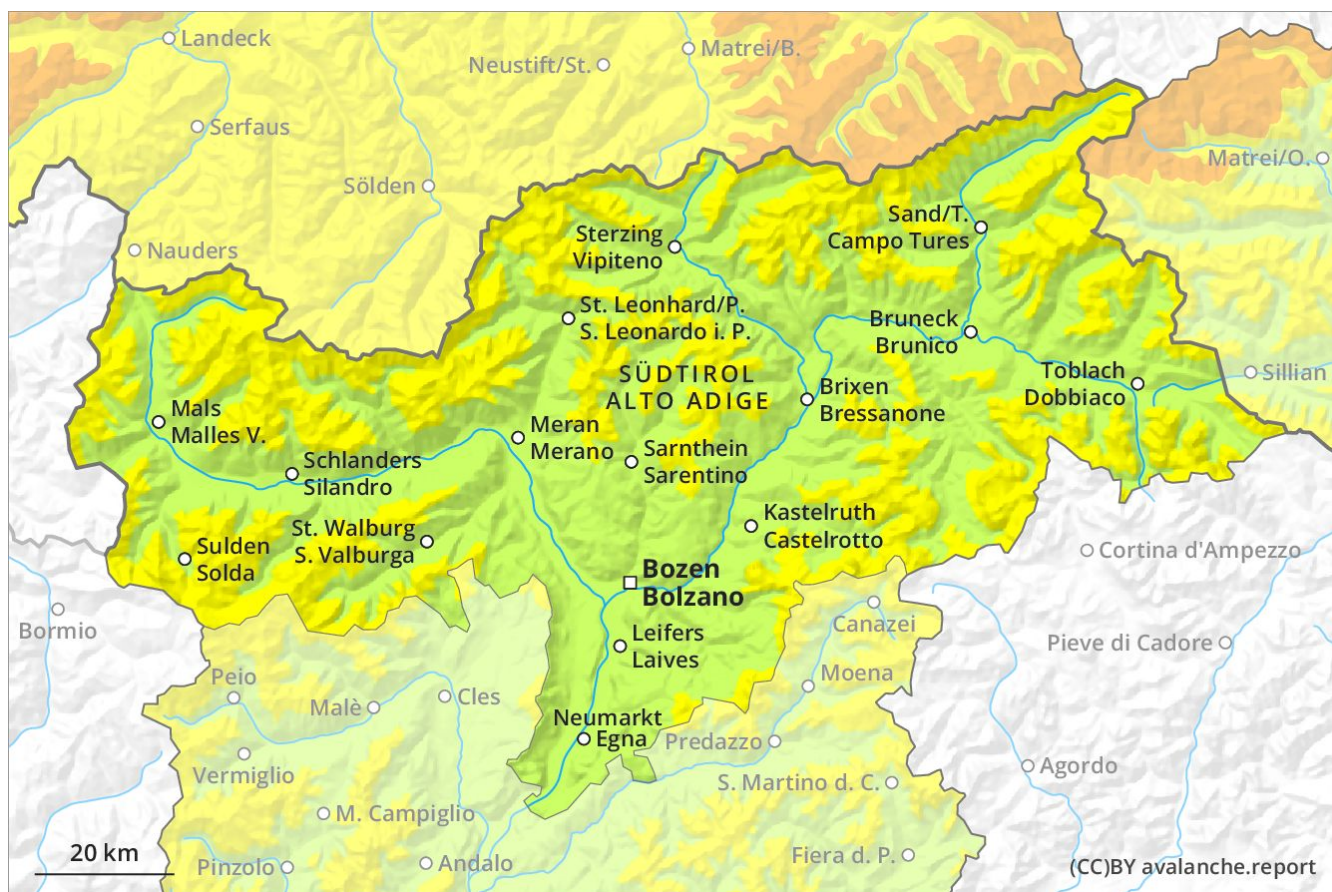 Landeck
Matrei/B.
Neustift/St.
Serfaus
Matrei/O.
Sölden
Sand/T.
Campo Tures
Sterzing
Vipiteno
Nauders
St. Leonhard/P.
S. Leonardo i. P.
Bruneck
Brunico
SÜDTIROL
ALTO ADIGE
Toblach
Dobbiaco
Sillian
Brixen
Bressanone
Mals
Malles V.
Meran
Merano
Sarnthein
Sarentino
Schlanders
Silandro
Kastelruth
Castelrotto
St. Walburg
S. Valburga
Sulden
Solda
Cortina d'Ampezzo
Bozen
Bolzano
Bormio
Canazei
Leifers
Laives
Pieve di Cadore
Peio
Moena
Cles
Malè
Neumarkt
Egna
Predazzo
Vermiglio
Agordo
S. Martino d. C.
M. Campiglio
20 km
Pinzolo
Andalo
Fiera d. P.
(CC)BY avalanche.report